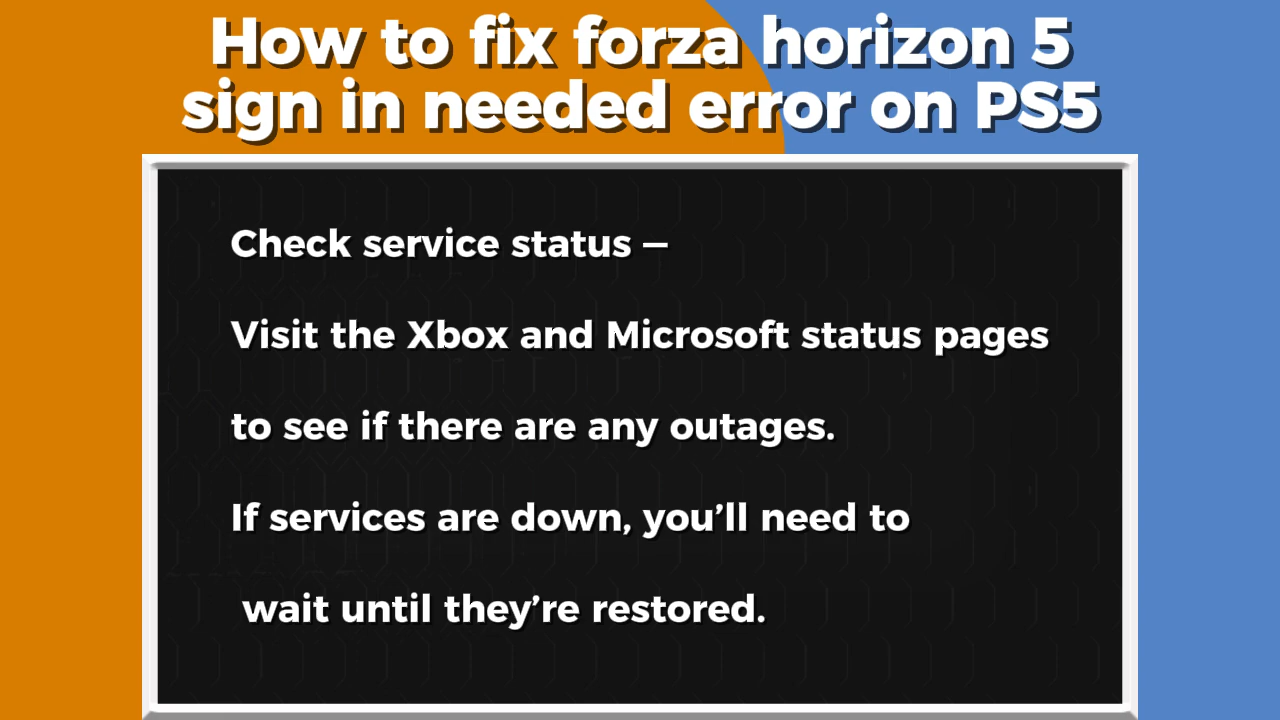 How to fix forza horizon 5
sign in needed error on PS5
Check service status –
Visit the Xbox and Microsoft status pages
to see if there are any outages.
If services are down, you’ll need to
wait until they’re restored.